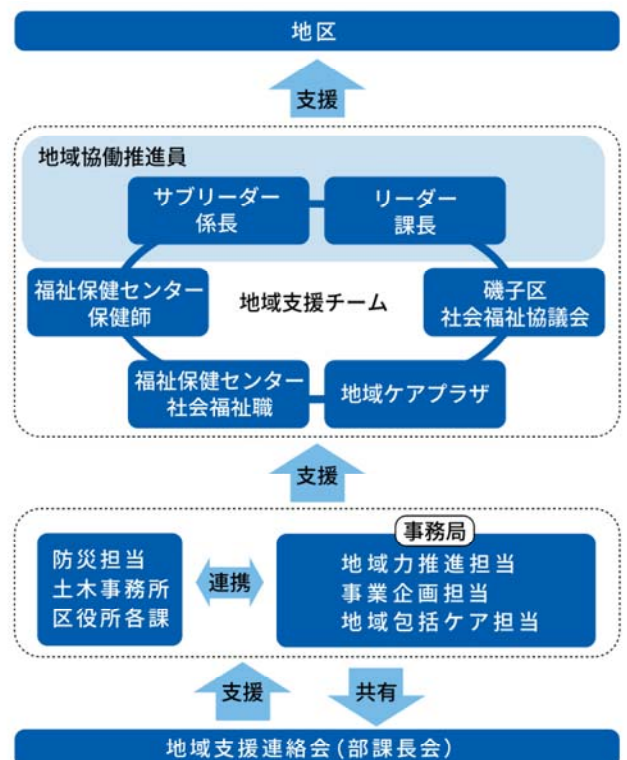 地区
支援
地域協働推進員
サブリーダー
係長
リーダー
課長
福祉保健センター
保健師
地域支援チーム
磯子区
社会福祉協議会
福祉保健センター
社会福祉職
地域ケアプラザ
支援
事務局
防災担当
土木事務所
区役所各課
連携
地域力推進担当
事業企画担当
地域包括ケア担当
支援
共有
地域支援連絡会(部課長会)